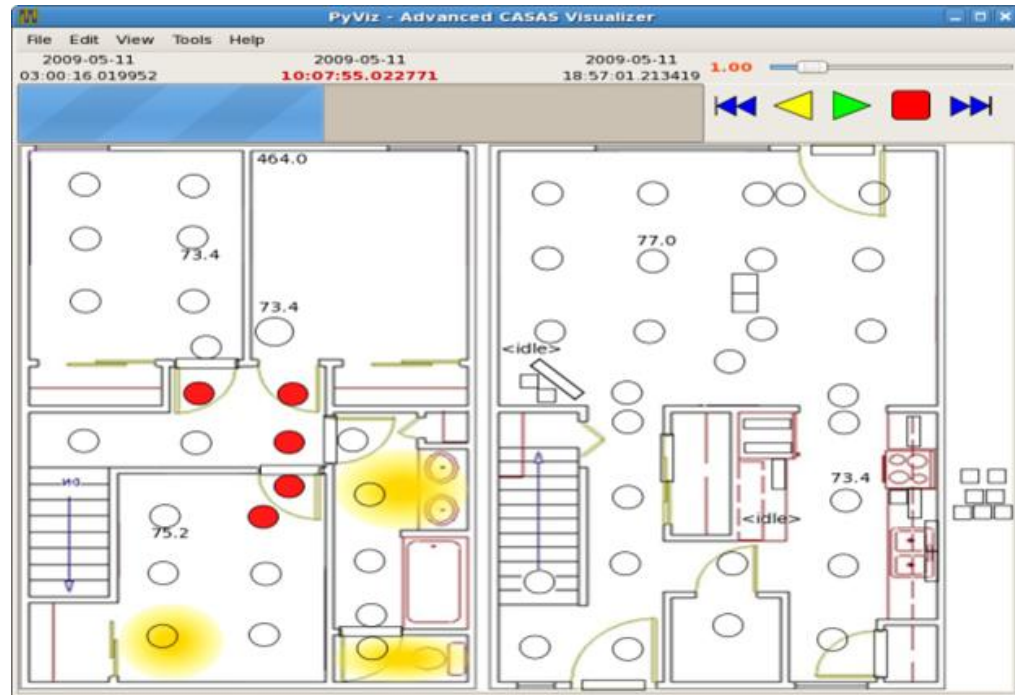 PyViz - Advanced CASAS Visualizer
File Edit View Tools Help
2009-05-11 2009-05-11 2009-05-11
03:00:16.019952 10:07:55.022771 18:57:01.213419 1.00
464.0
73.4
77.0
73.4
<idle>
DN
73.4
75.2
<idle>